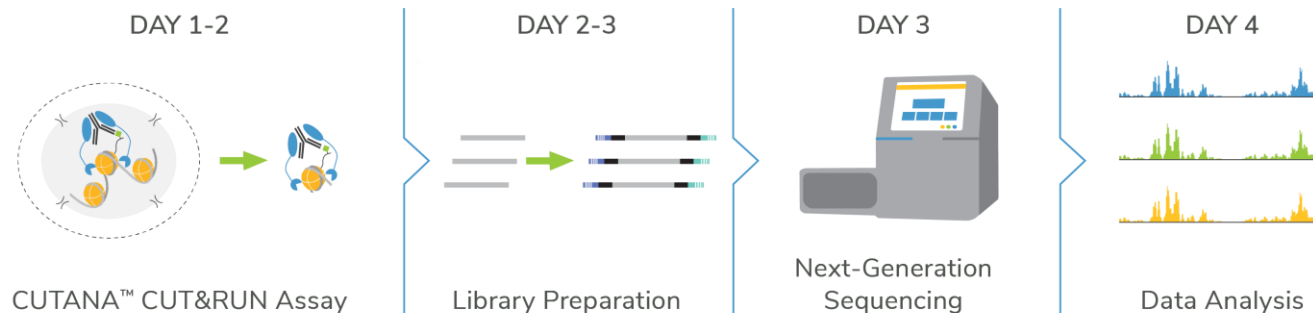 DAY 1-2
DAY 2-3
DAY 3
DAY 4
CUTANA™ CUT&RUN Assay
Library Preparation
Next-Generation
Sequencing
Data Analysis